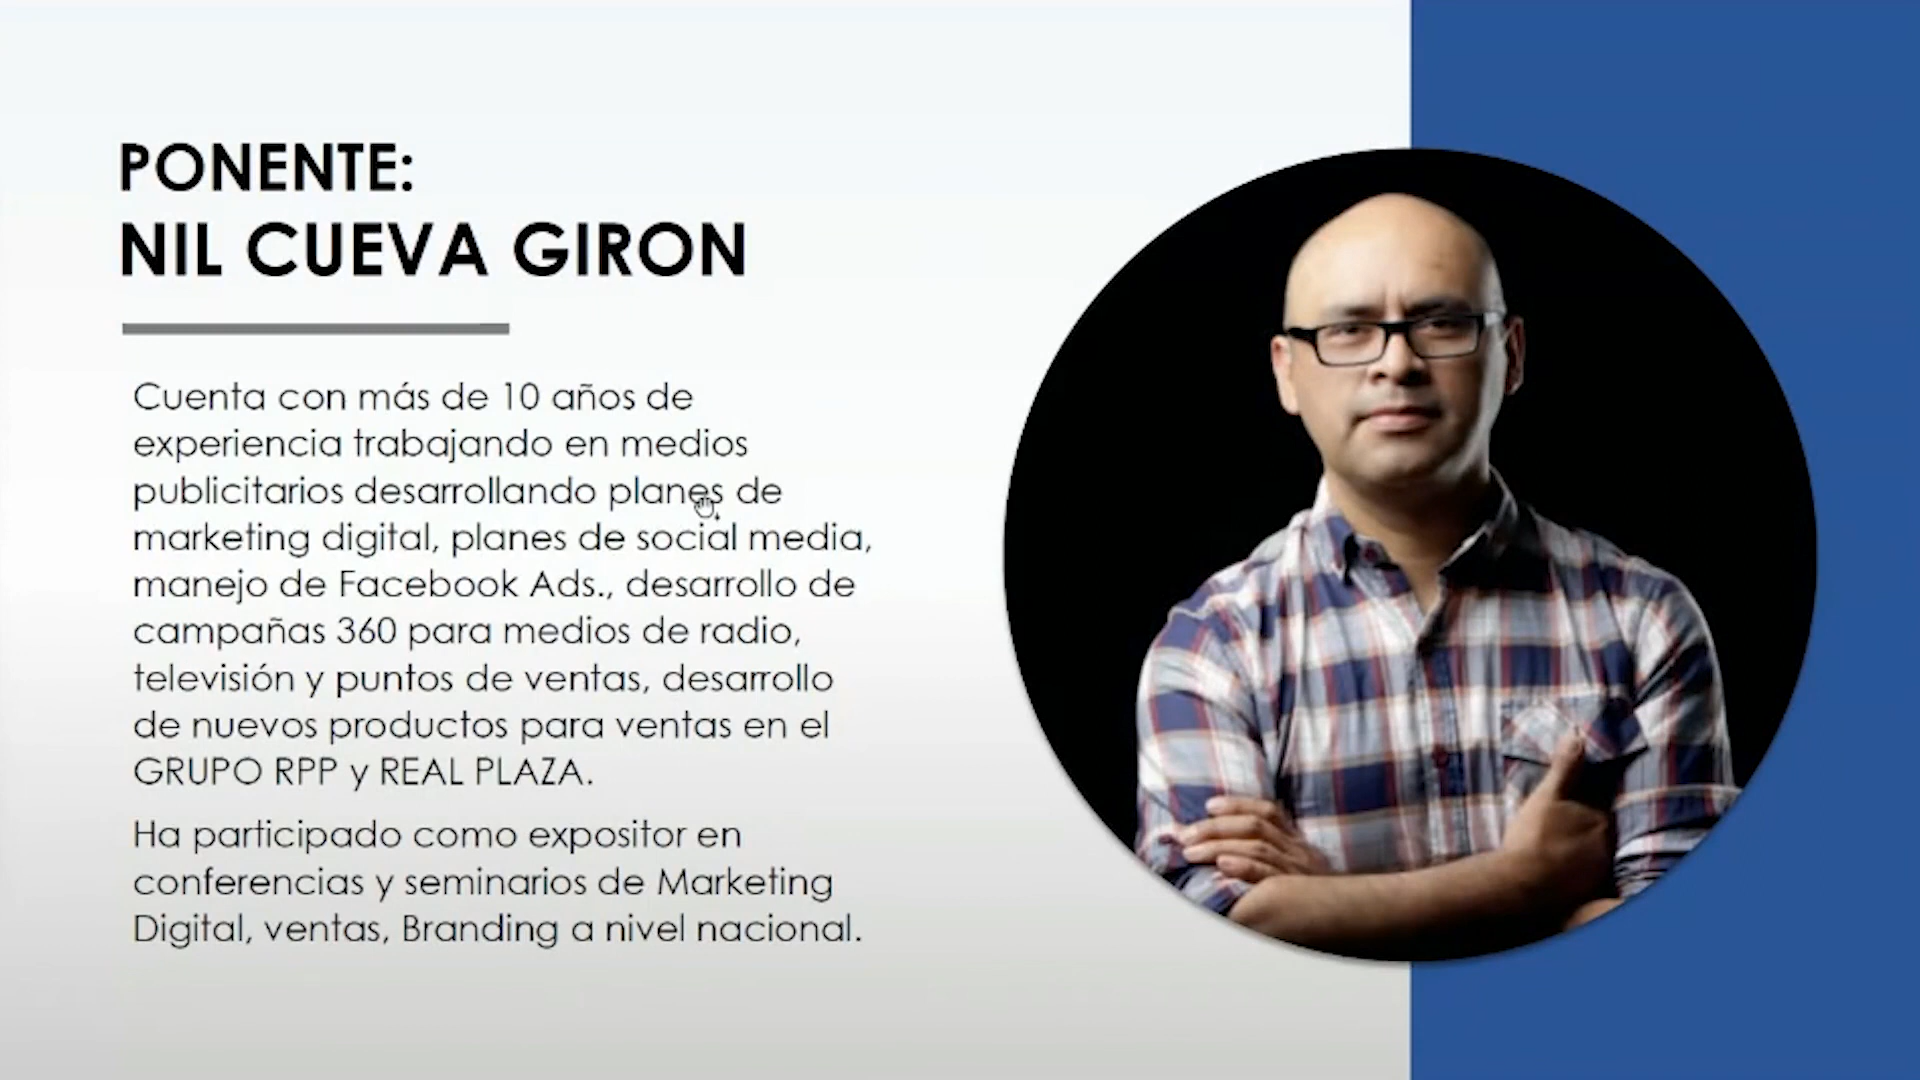 PONENTE:
NIL CUEVA GIRON
Cuenta con más de 10 años de
experiencia trabajando en medios
publicitarios desarrollando planes de
marketing digital, planes de social media,
manejo de Facebook Ads., desarrollo de
campañas 360 para medios de radio,
televisión y puntos de ventas, desarrollo
de nuevos productos para ventas en el
GRUPO RPP y REAL PLAZA.
Ha participado como expositor en
conferencias y seminarios de Marketing
Digital, ventas, Branding a nivel nacional.